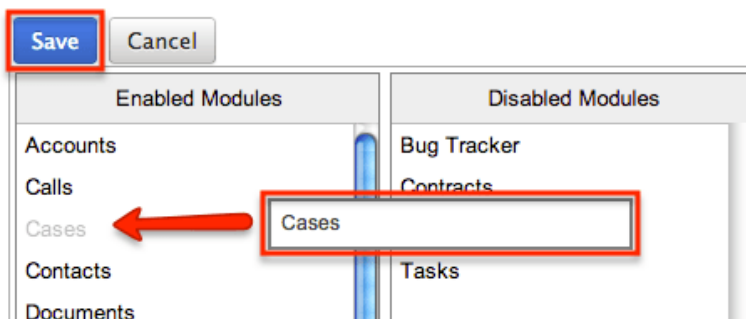 Save Cancel
Enabled Modules Disabled Modules
Accounts Bug Tracker
Calls Contracts
Cases Cases
Contacts Tasks
Documents